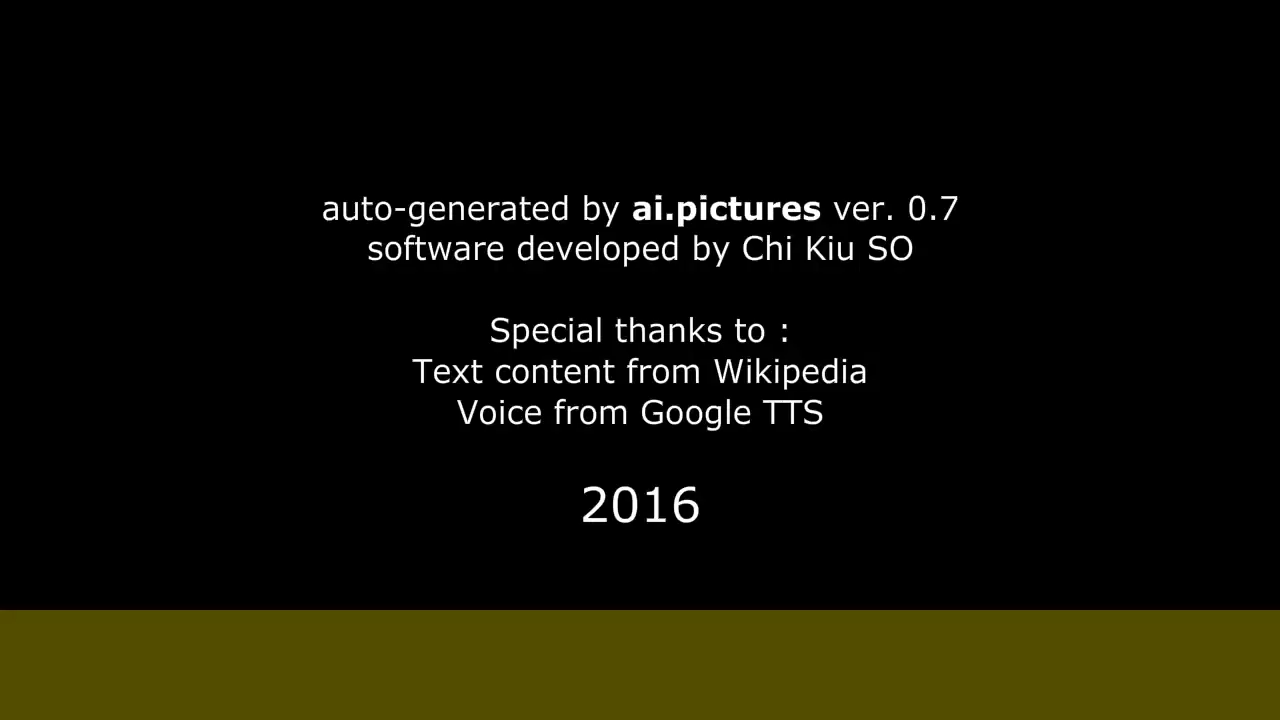 auto-generated by ai.pictures ver. 0.7
software developed by Chi Kiu SO
Special thanks to :
Text content from Wikipedia
Voice from Google TTS
2016